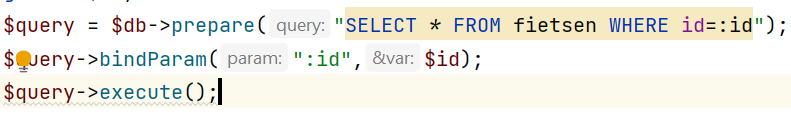 $query = $db->prepare( query: "SELECT * FROM fietsen WHERE id=:id");
$query->bindParam( param: ":id", &var: $id);
$query->execute();